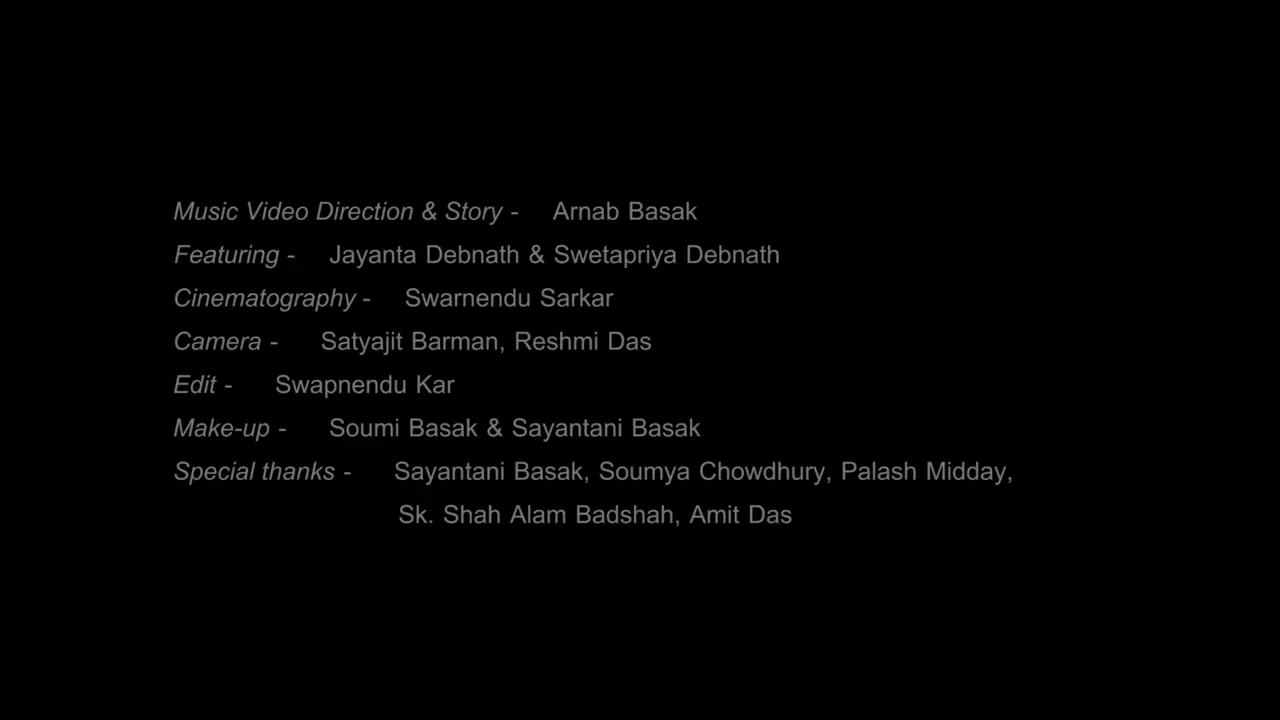 Music Video Direction & Story - Arnab Basak
Featuring - Jayanta Debnath & Swetapriya Debnath
Cinematography - Swarnendu Sarkar
Camera - Satyajit Barman, Reshmi Das
Edit - Swapnendu Kar
Make-up - Soumi Basak & Sayantani Basak
Special thanks - Sayantani Basak, Soumya Chowdhury, Palash Midday,
Sk. Shah Alam Badshah, Amit Das